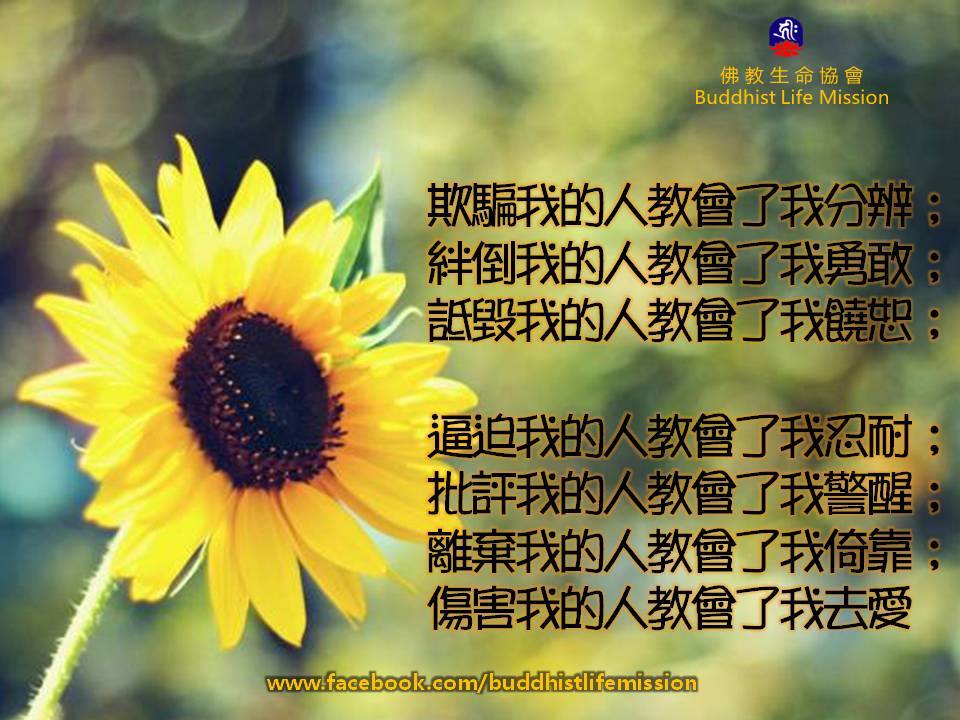 佛教生命協會
Buddhist Life Mission
欺騙我的人教會了我分辨；
絆倒我的人教會了我勇敢；
詆毀我的人教會了我饒恕；
逼迫我的人教會了我忍耐；
批評我的人教會了我警醒；
離棄我的人教會了我倚靠；
傷害我的人教會了我去愛
www.facebook.com/buddhistlifemission